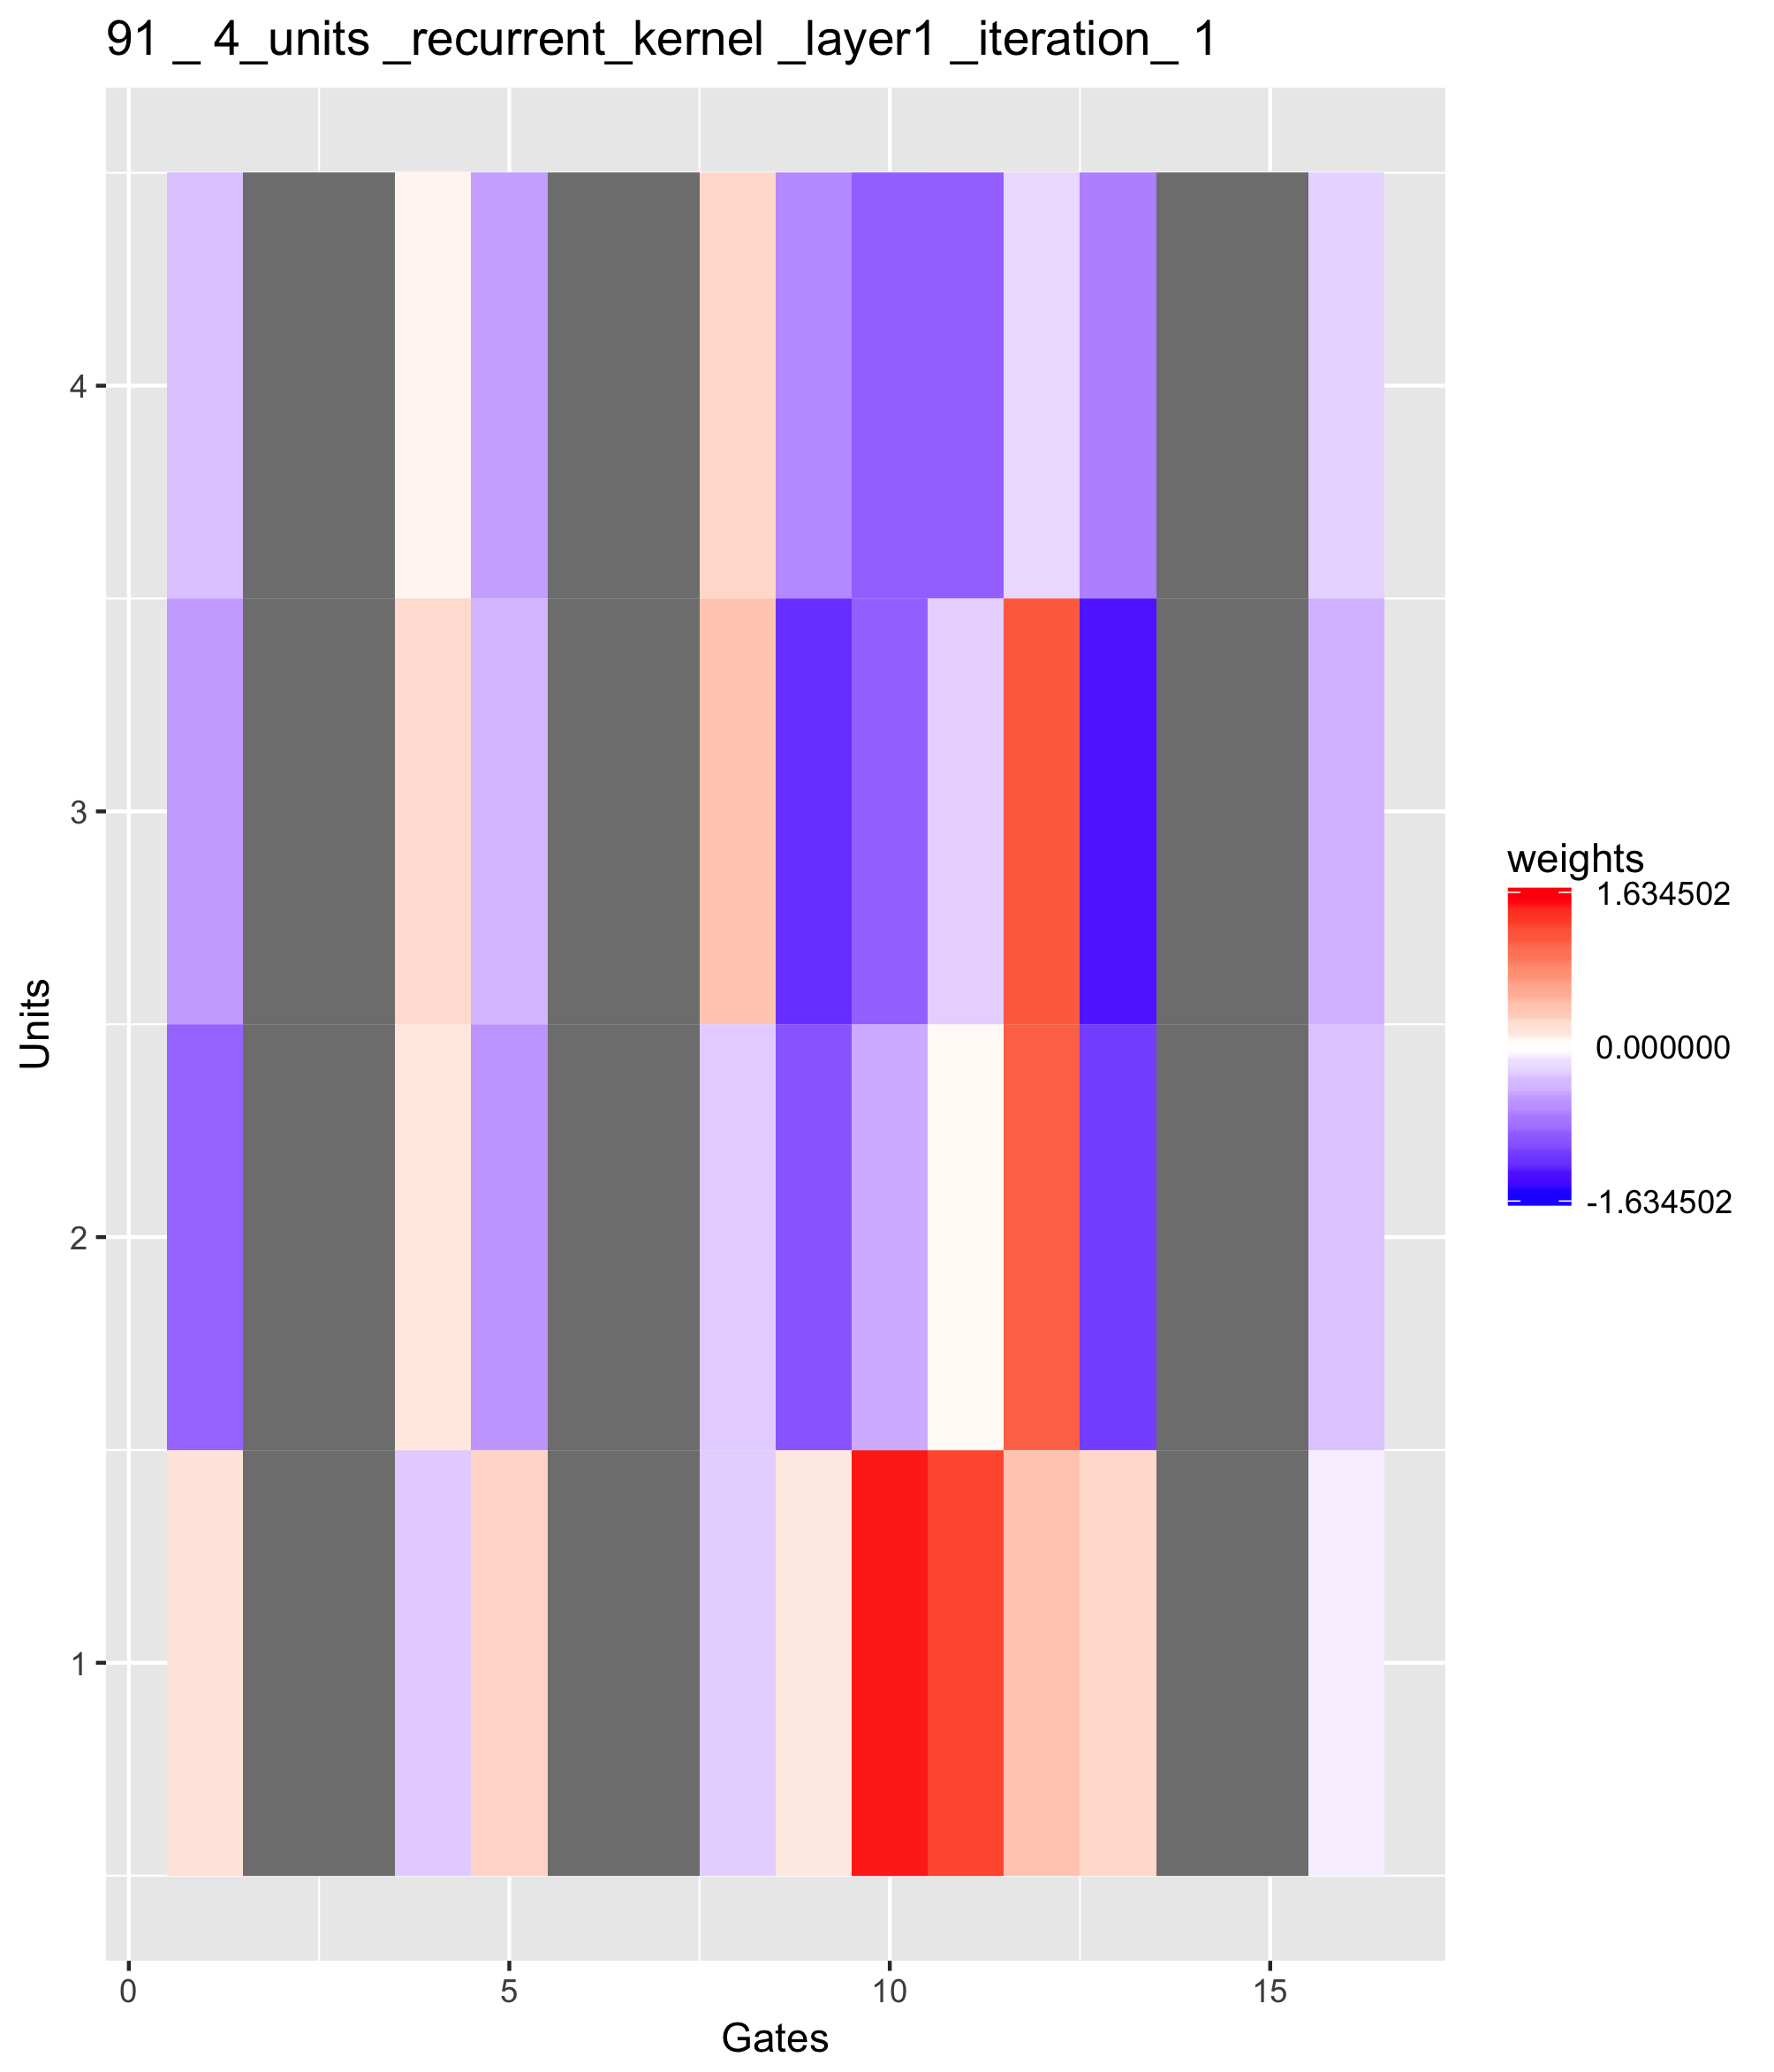 91 _ 4_units _recurrent_kernel _layer1 _iteration_ 1
4
3
2
1
Units
0 5 10 15
Gates
weights
1.634502
0.000000
-1.634502